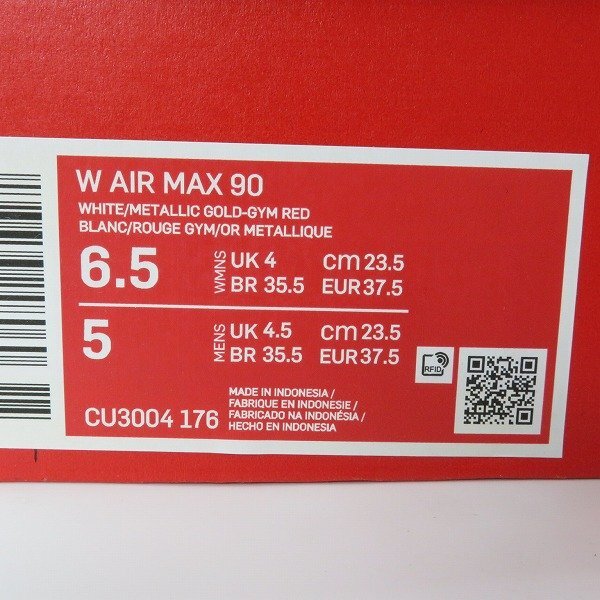 W AIR MAX 90
WHITE/METALLIC GOLD-GYM RED
BLANC/ROUGE GYM/OR METALLIQUE
6.5 WMNS UK 4 cm 23.5
BR 35.5 EUR 37.5
5 MENS UK 4.5 cm 23.5
BR 35.5 EUR 37.5
RFID
CU3004 176
MADE IN INDONESIA/
FABRIQUE EN INDONESIE/
FABRICADO NA INDONÉSIA/
HECHO EN INDONESIA